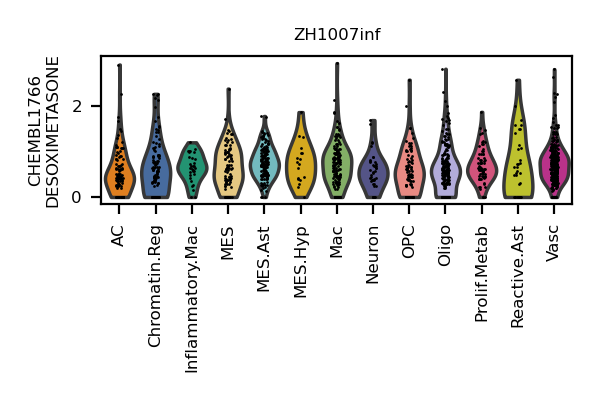 ZH1007inf
CHEMBL1766
DESOXIMETASONE
2
0
AC
Chromatin.Reg
Inflammatory.Mac
MES
MES.Ast
MES.Hyp
Mac
Neuron
OPC
Oligo
Prolif.Metab
Reactive.Ast
Vasc